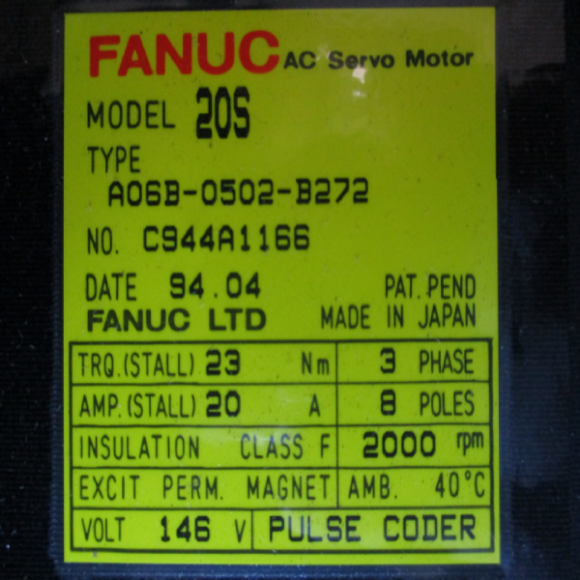 FANUC AC Servo Motor
MODEL 20S
TYPE
A06B-0502-B272
NO. C944A1166
DATE 94.04 PAT. PEND
FANUC LTD MADE IN JAPAN
TRQ.(STALL) 23 Nm 3 PHASE
AMP.(STALL) 20 A 8 POLES
INSULATION CLASS F 2000 rpm
EXCIT PERM. MAGNET AMB. 40°C
VOLT 146 V PULSE CODER